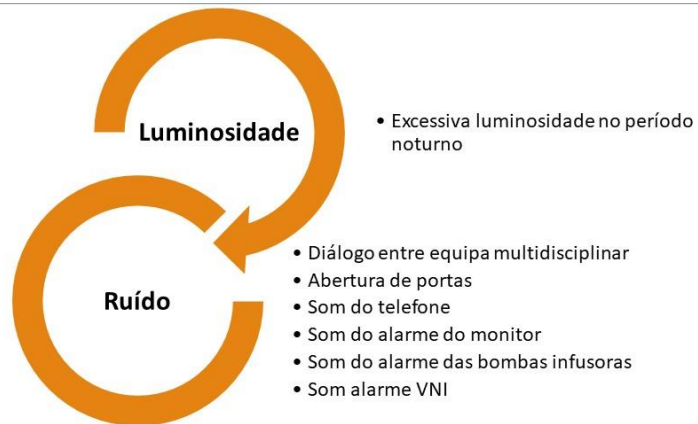 Luminosidade
• Excessiva luminosidade no período
noturno
Ruído
• Diálogo entre equipa multidisciplinar
• Abertura de portas
• Som do telefone
• Som do alarme do monitor
• Som do alarme das bombas infusoras
• Som alarme VNI